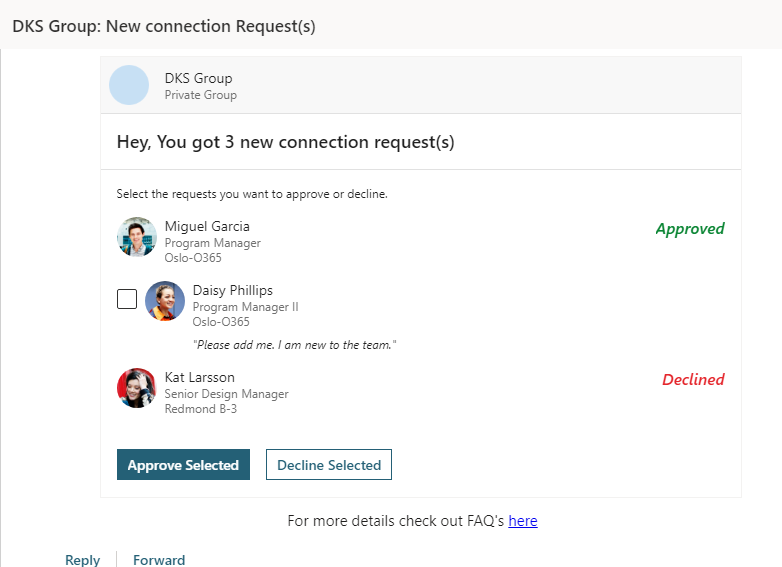 DKS Group: New connection Request(s)
DKS Group
Private Group
Hey, You got 3 new connection request(s)
Select the requests you want to approve or decline.
Miguel Garcia
Approved
Program Manager
Oslo-O365
Daisy Phillips
Program Manager II
Oslo-O365
"Please add me. I am new to the team."
Kat Larsson
Declined
Senior Design Manager
Redmond B-3
Approve Selected
Decline Selected
For more details check out FAQ's here
Reply
Forward